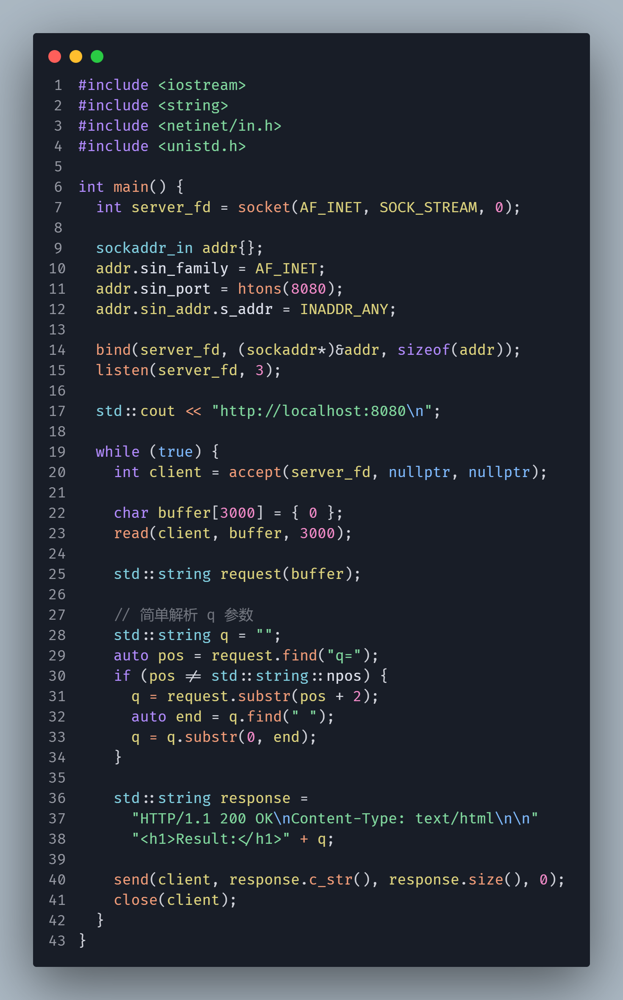 1 #include <iostream>
2 #include <string>
3 #include <netinet/in.h>
4 #include <unistd.h>
5
6 int main() {
7   int server_fd = socket(AF_INET, SOCK_STREAM, 0);
8
9   sockaddr_in addr{};
10   addr.sin_family = AF_INET;
11   addr.sin_port = htons(8080);
12   addr.sin_addr.s_addr = INADDR_ANY;
13
14   bind(server_fd, (sockaddr*)&addr, sizeof(addr));
15   listen(server_fd, 3);
16
17   std::cout << "http://localhost:8080\n";
18
19   while (true) {
20     int client = accept(server_fd, nullptr, nullptr);
21
22     char buffer[3000] = { 0 };
23     read(client, buffer, 3000);
24
25     std::string request(buffer);
26
27     // 简单解析 q 参数
28     std::string q = "";
29     auto pos = request.find("q=");
30     if (pos != std::string::npos) {
31       q = request.substr(pos + 2);
32       auto end = q.find(" ");
33       q = q.substr(0, end);
34     }
35
36     std::string response =
37       "HTTP/1.1 200 OK\nContent-Type: text/html\n\n"
38       "<h1>Result:</h1>" + q;
39
40     send(client, response.c_str(), response.size(), 0);
41     close(client);
42   }
43 }